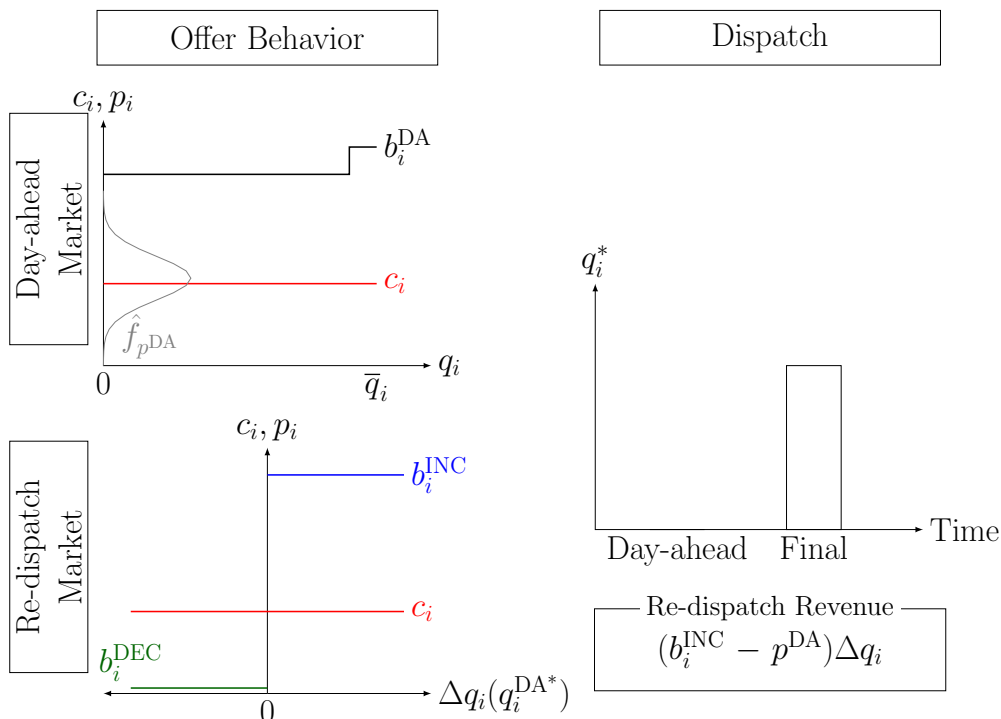 Offer Behavior
Dispatch
Day-ahead
Market
c_i, p_i
b_i^DA
c_i
f̂_{p^DA}
q_i
0
q̅_i
q_i^*
Time
Day-ahead
Final
Re-dispatch
Market
c_i, p_i
b_i^INC
c_i
b_i^DEC
0
Δq_i(q_i^{DA*})
Re-dispatch Revenue
(b_i^INC − p^DA)Δq_i